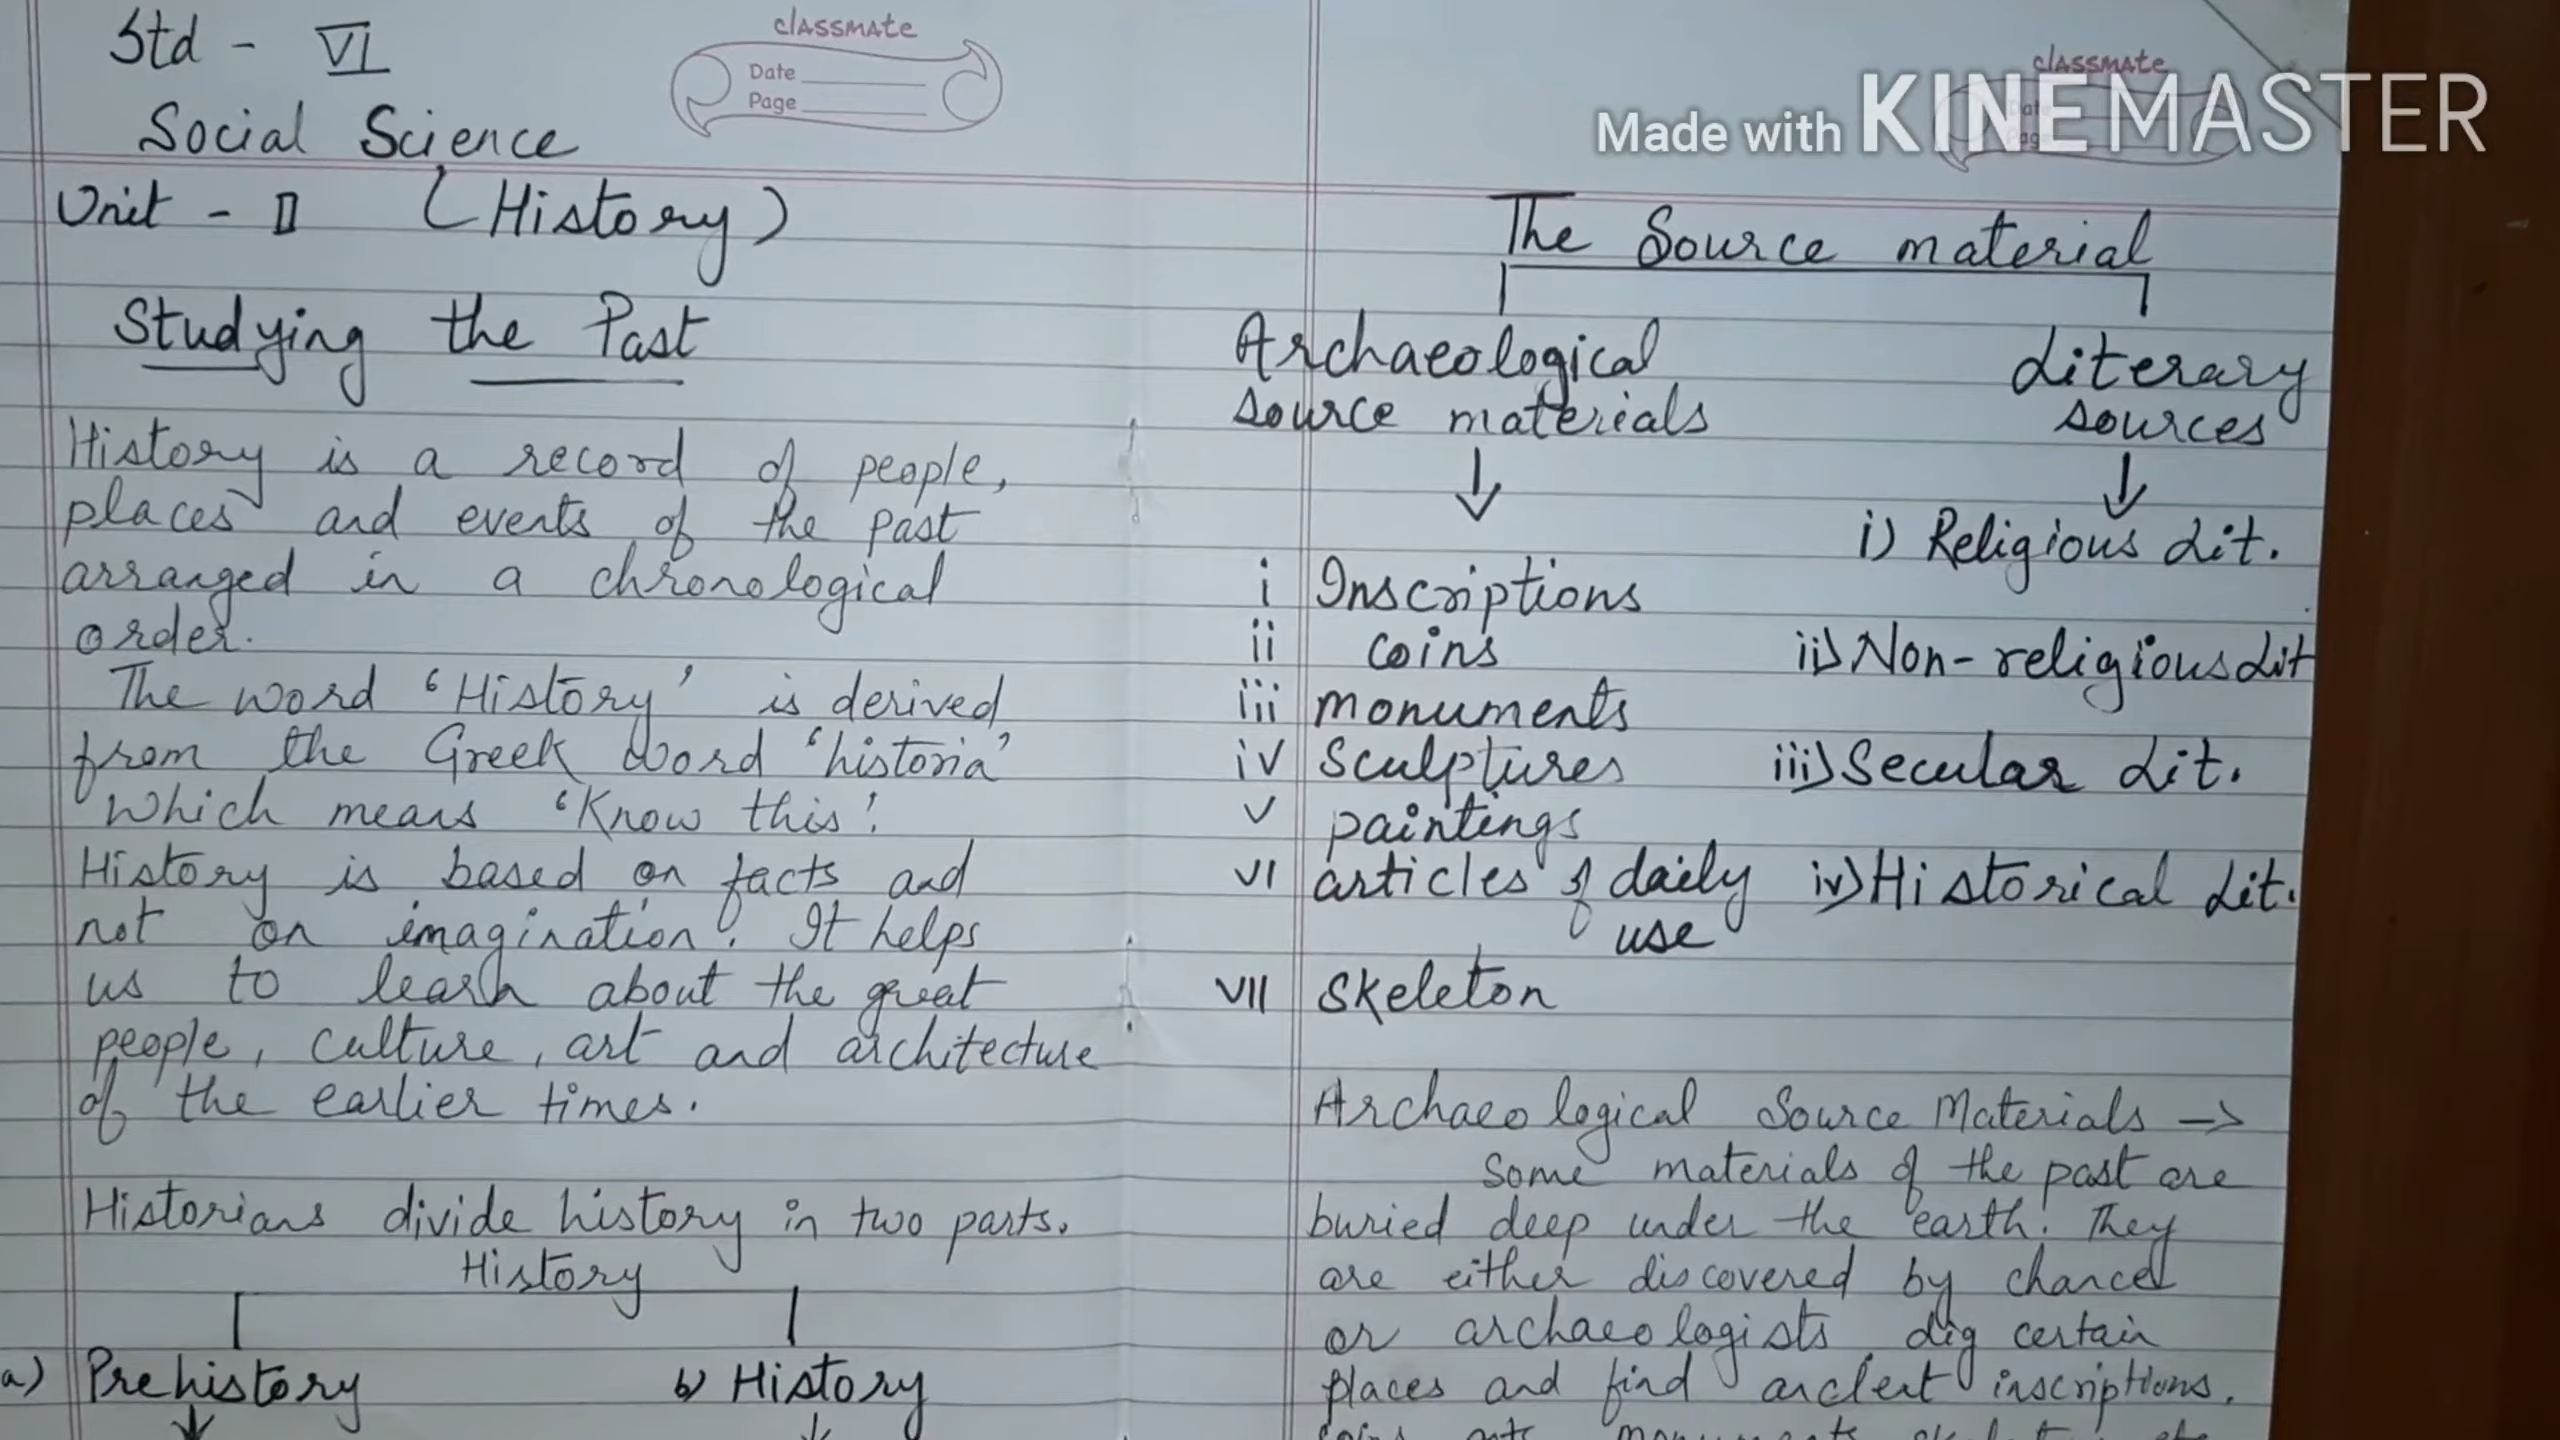 Std - VI
classmate
Date
Page
Social Science
Unit - II (History)
Studying the Past
History is a record of people,
places and events of the past
arranged in a chronological
order.
The word 'History' is derived
from the Greek word 'historia'
which means 'Know this'.
History is based on facts and
not on imagination. It helps
us to learn about the great
people, culture, art and architecture
of the earlier times.
Historians divide history in two parts.
History
a) Prehistory b) History
classmate
Date
Page
Made with KINEMASTER
The Source material
Archaeological
source materials
i Inscriptions
ii coins
iii monuments
iv Sculptures
v paintings
vi articles of daily
use
vii skeleton
Literary
sources
i) Religious Lit.
ii) Non-religious Lit
iii) Secular Lit.
iv) Historical Lit.
Archaeological Source Materials ->
Some materials of the past are
buried deep under the earth. They
are either discovered by chance
or archaeologists dig certain
places and find ancient inscriptions,